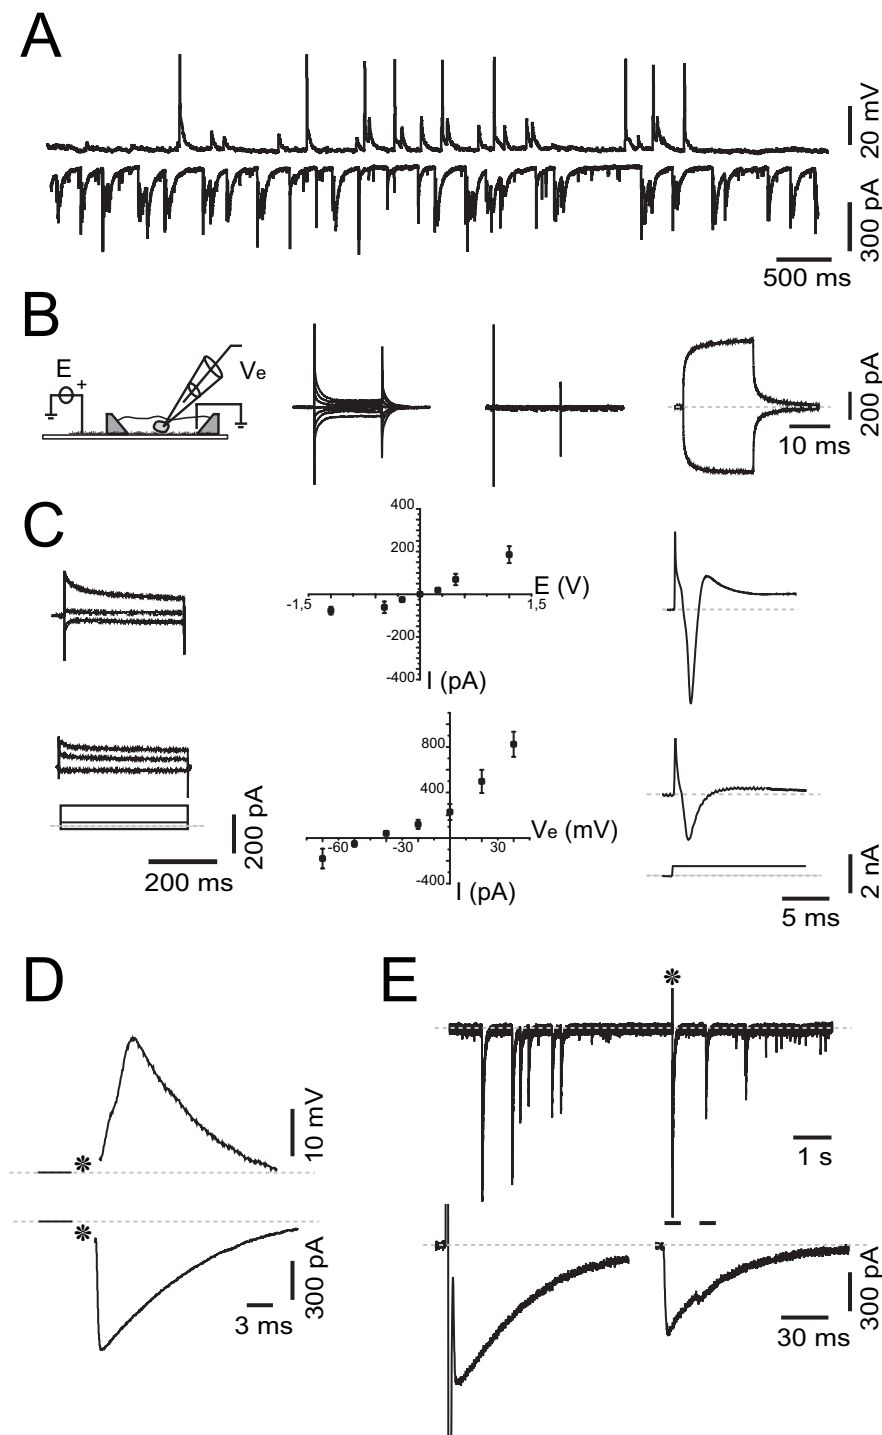 A
20 mV
300 pA
500 ms
B
E
+
Ve
200 pA
10 ms
C
400
200
E (V)
-1,5
1,5
-200
-400
I (pA)
800
400
Ve (mV)
-60
-30
30
-400
I (pA)
200 pA
200 ms
2 nA
5 ms
D
10 mV
*
*
300 pA
3 ms
E
*
1 s
300 pA
30 ms